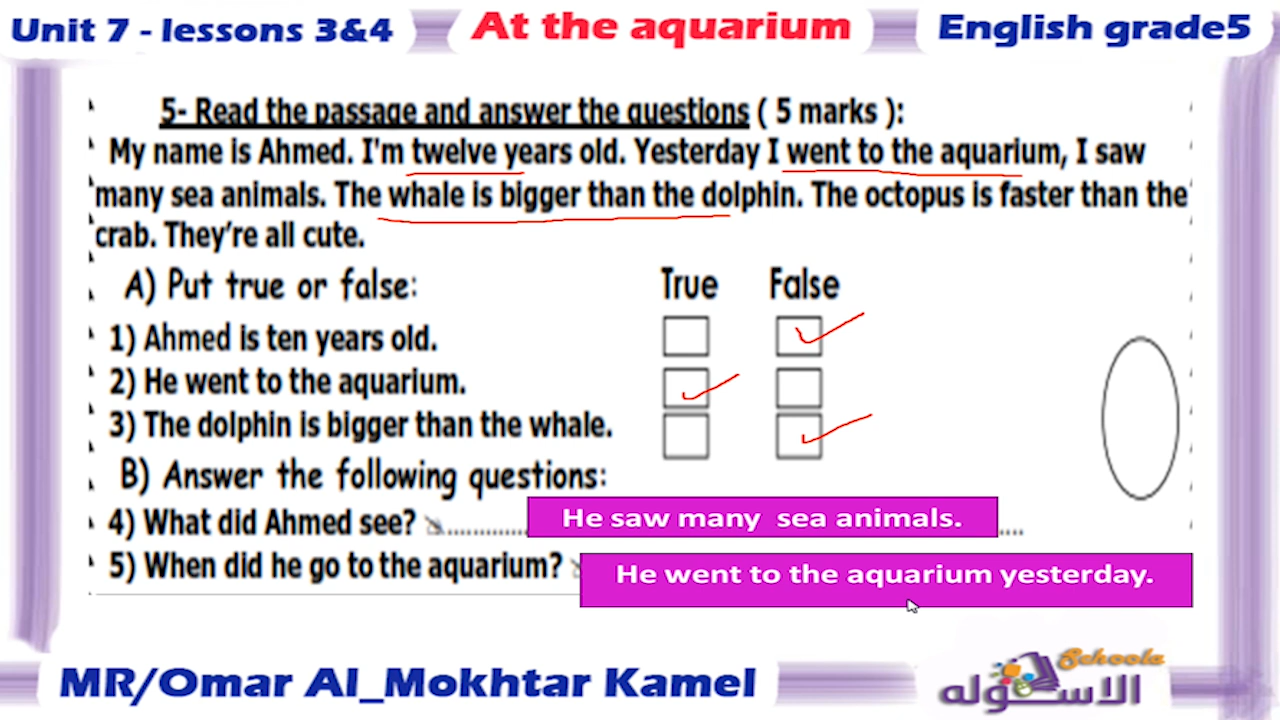 Unit 7 - lessons 3&4
At the aquarium
English grade5
5- Read the passage and answer the questions ( 5 marks ):
My name is Ahmed. I'm twelve years old. Yesterday I went to the aquarium, I saw
many sea animals. The whale is bigger than the dolphin. The octopus is faster than the
crab. They're all cute.
A) Put true or false:
True False
1) Ahmed is ten years old.
2) He went to the aquarium.
3) The dolphin is bigger than the whale.
B) Answer the following questions:
4) What did Ahmed see? He saw many sea animals.
5) When did he go to the aquarium? He went to the aquarium yesterday.
MR/Omar Al_Mokhtar Kamel
Schoola
الاسكوله